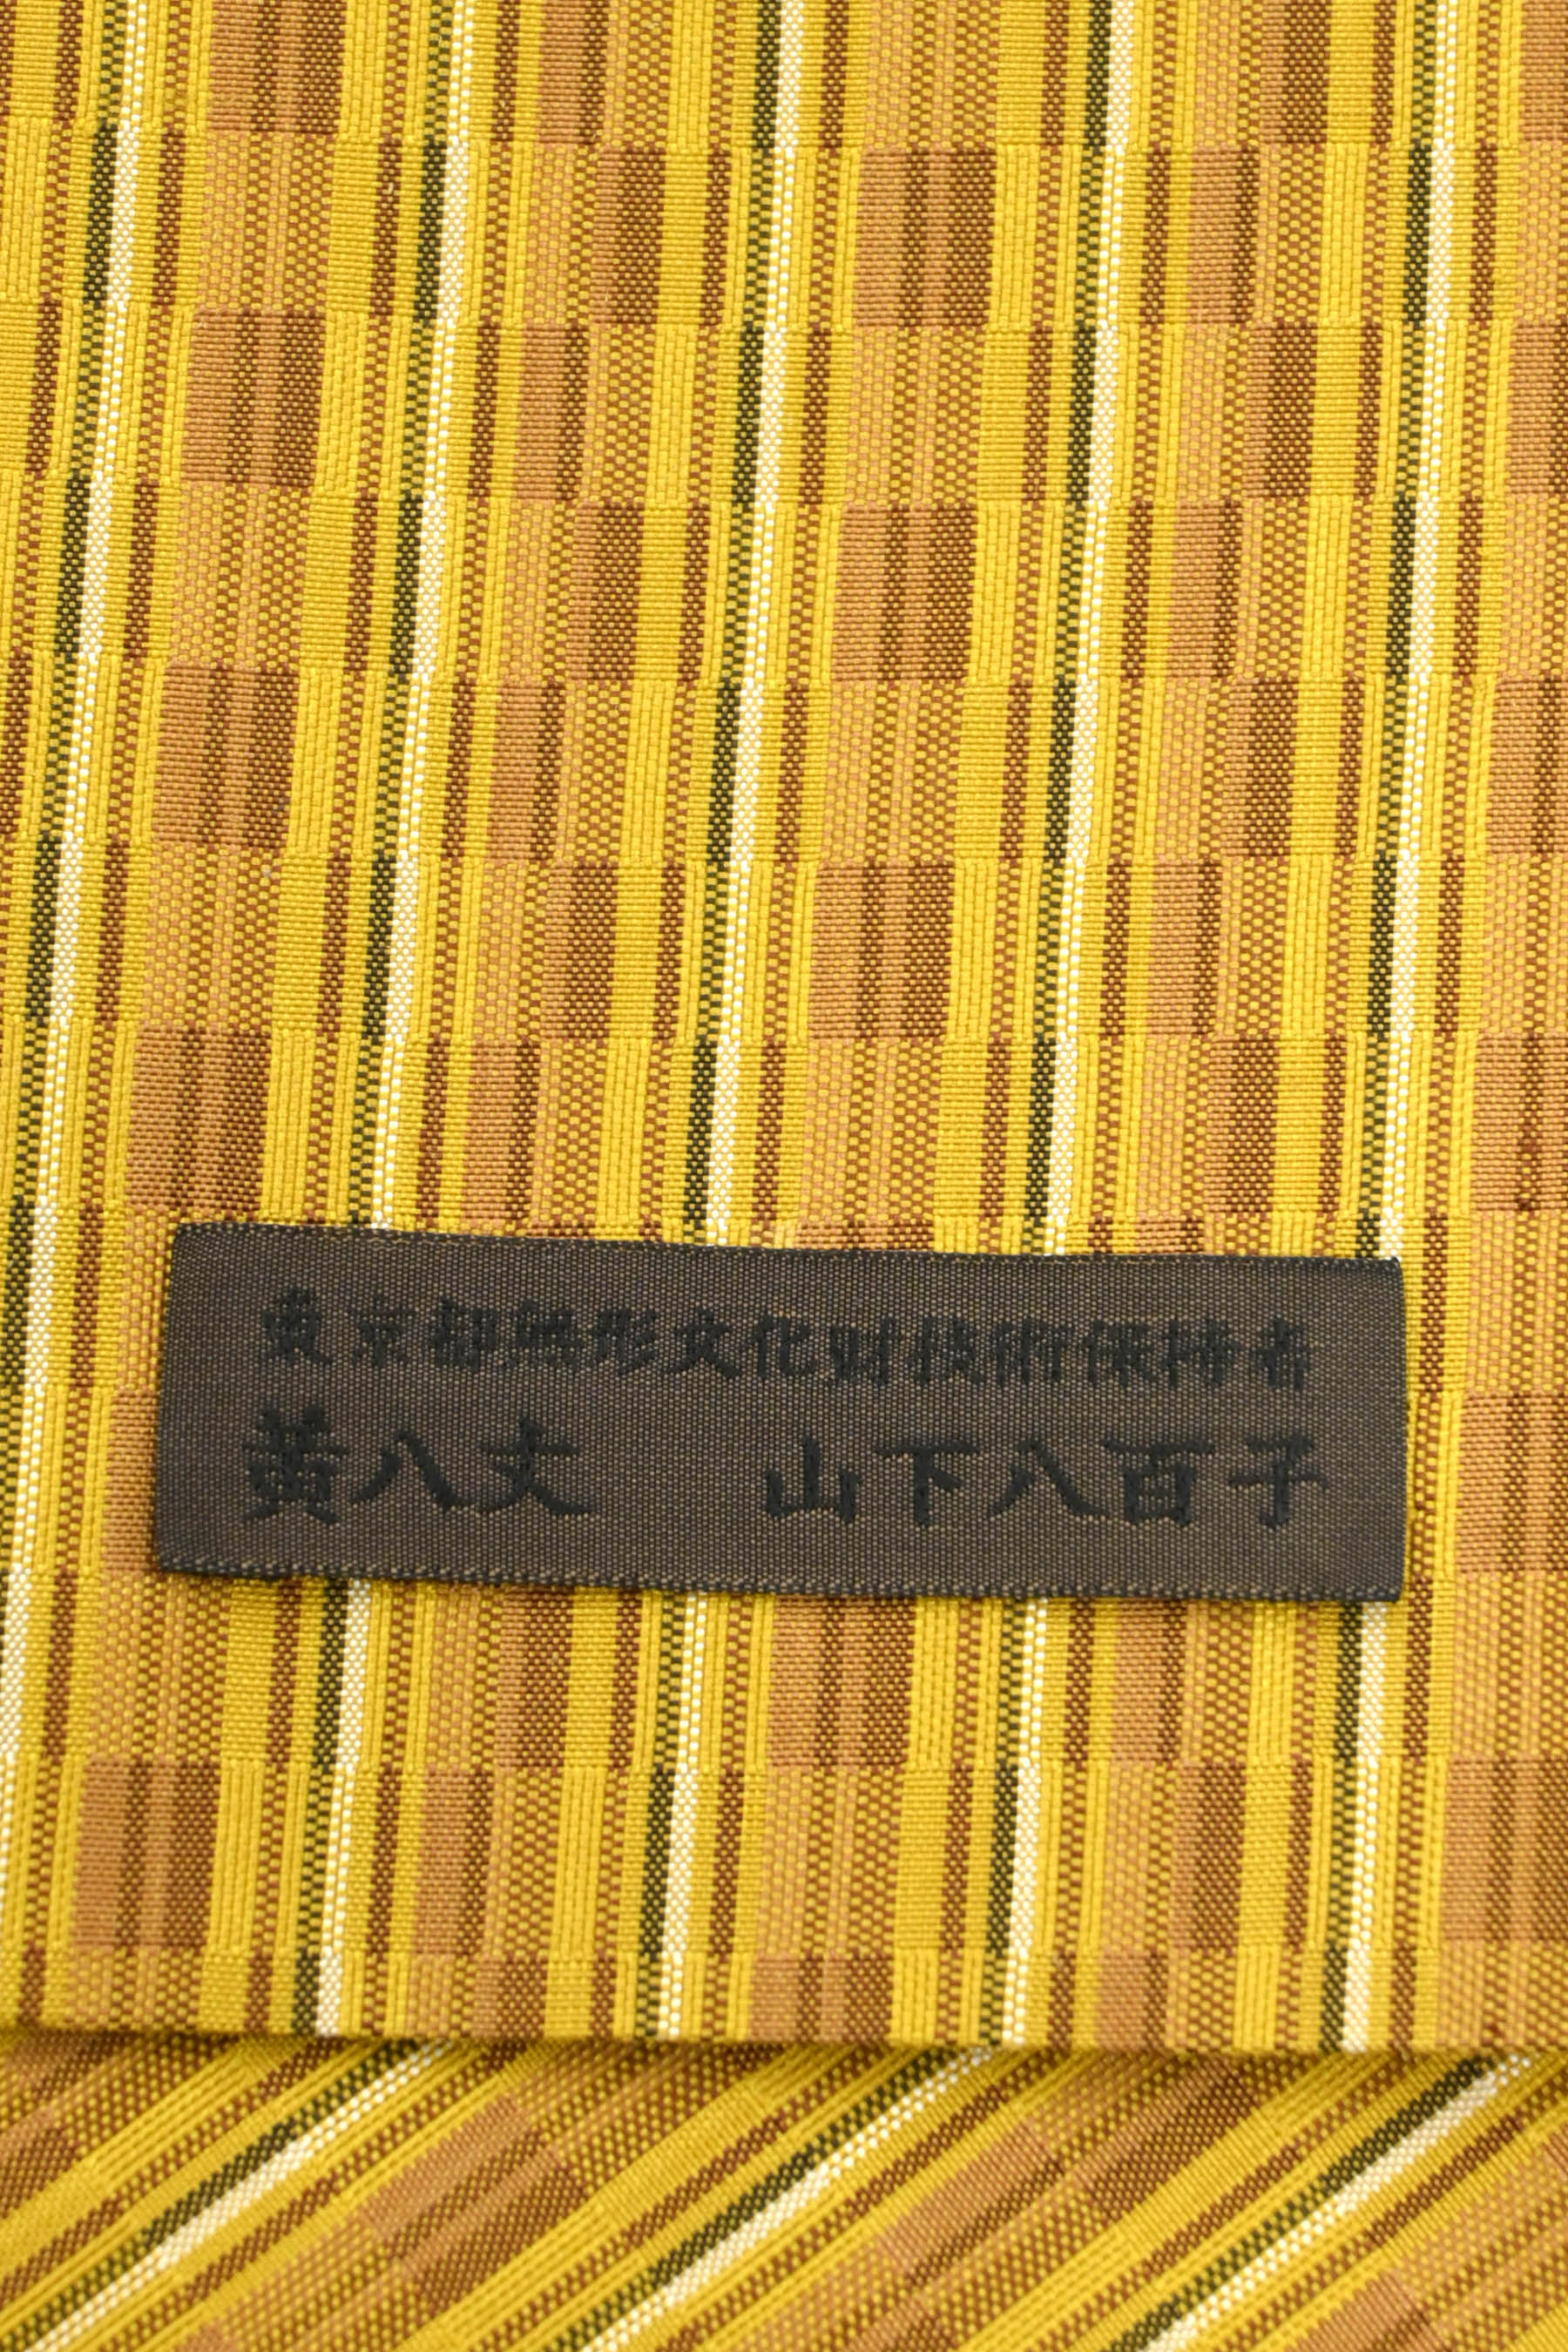 東京都無形文化財技術保持者
黄八丈 山下八百子